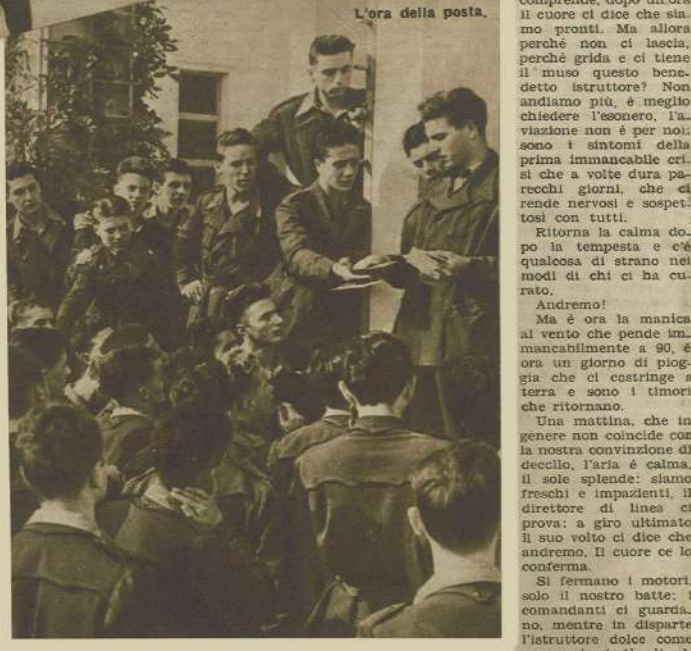 L'ora della posta.
comprende, dopo un'ora
il cuore ci dice che sia-
mo pronti. Ma allora
perchè non ci lascia,
perchè grida e ci tiene
il muso questo bene-
detto istruttore? Non
andiamo più, è meglio
chiedere l'esonero, l'a-
viazione non è per noi:
sono i sintomi della
prima immancabile cri-
si che a volte dura pa-
recchi giorni, che ci
rende nervosi e sospet-
tosi con tutti.
Ritorna la calma do-
po la tempesta e c'è
qualcosa di strano nei
modi di chi ci ha cu-
rato.
Andremo!
Ma é ora la manica
al vento che pende im-
mancabilmente a 90, é
ora un giorno di piog-
gia che ci costringe a
terra e sono i timori
che ritornano.
Una mattina, che in
genere non coincide con
la nostra convinzione di
decollo, l'aria é calma,
il sole splende: siamo
freschi e impazienti, il
direttore di linea ci
prova: a giro ultimato
il suo volto ci dice che
andremo. Il cuore ce lo
conferma.
Si fermano i motori,
solo il nostro batte; i
comandanti ci guarda-
no, mentre in disparte
l'istruttore dolce come